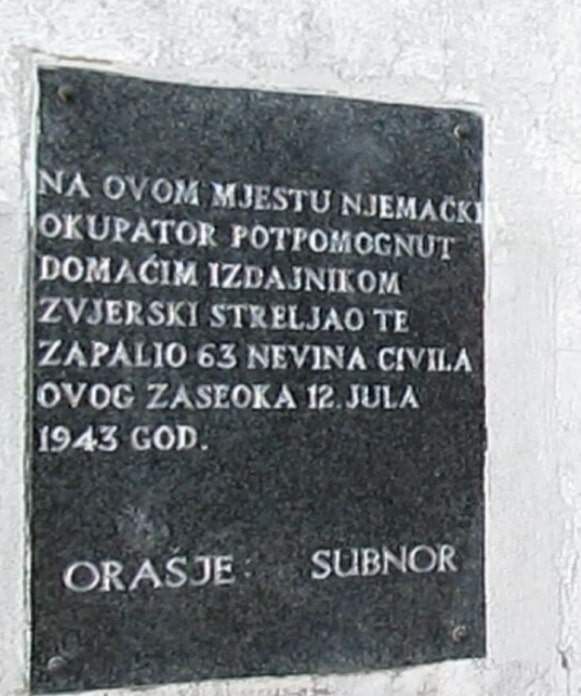 NA OVOM MJESTU NJEMAČKI
OKUPATOR POTPOMOGNUT
DOMAĆIM IZDAJNIKOM
ZVJERSKI STRELJAO TE
ZAPALIO 63 NEVINA CIVILA
OVOG ZASEOKA 12. JULA
1943 GOD.
ORAŠJE: SUBNOR